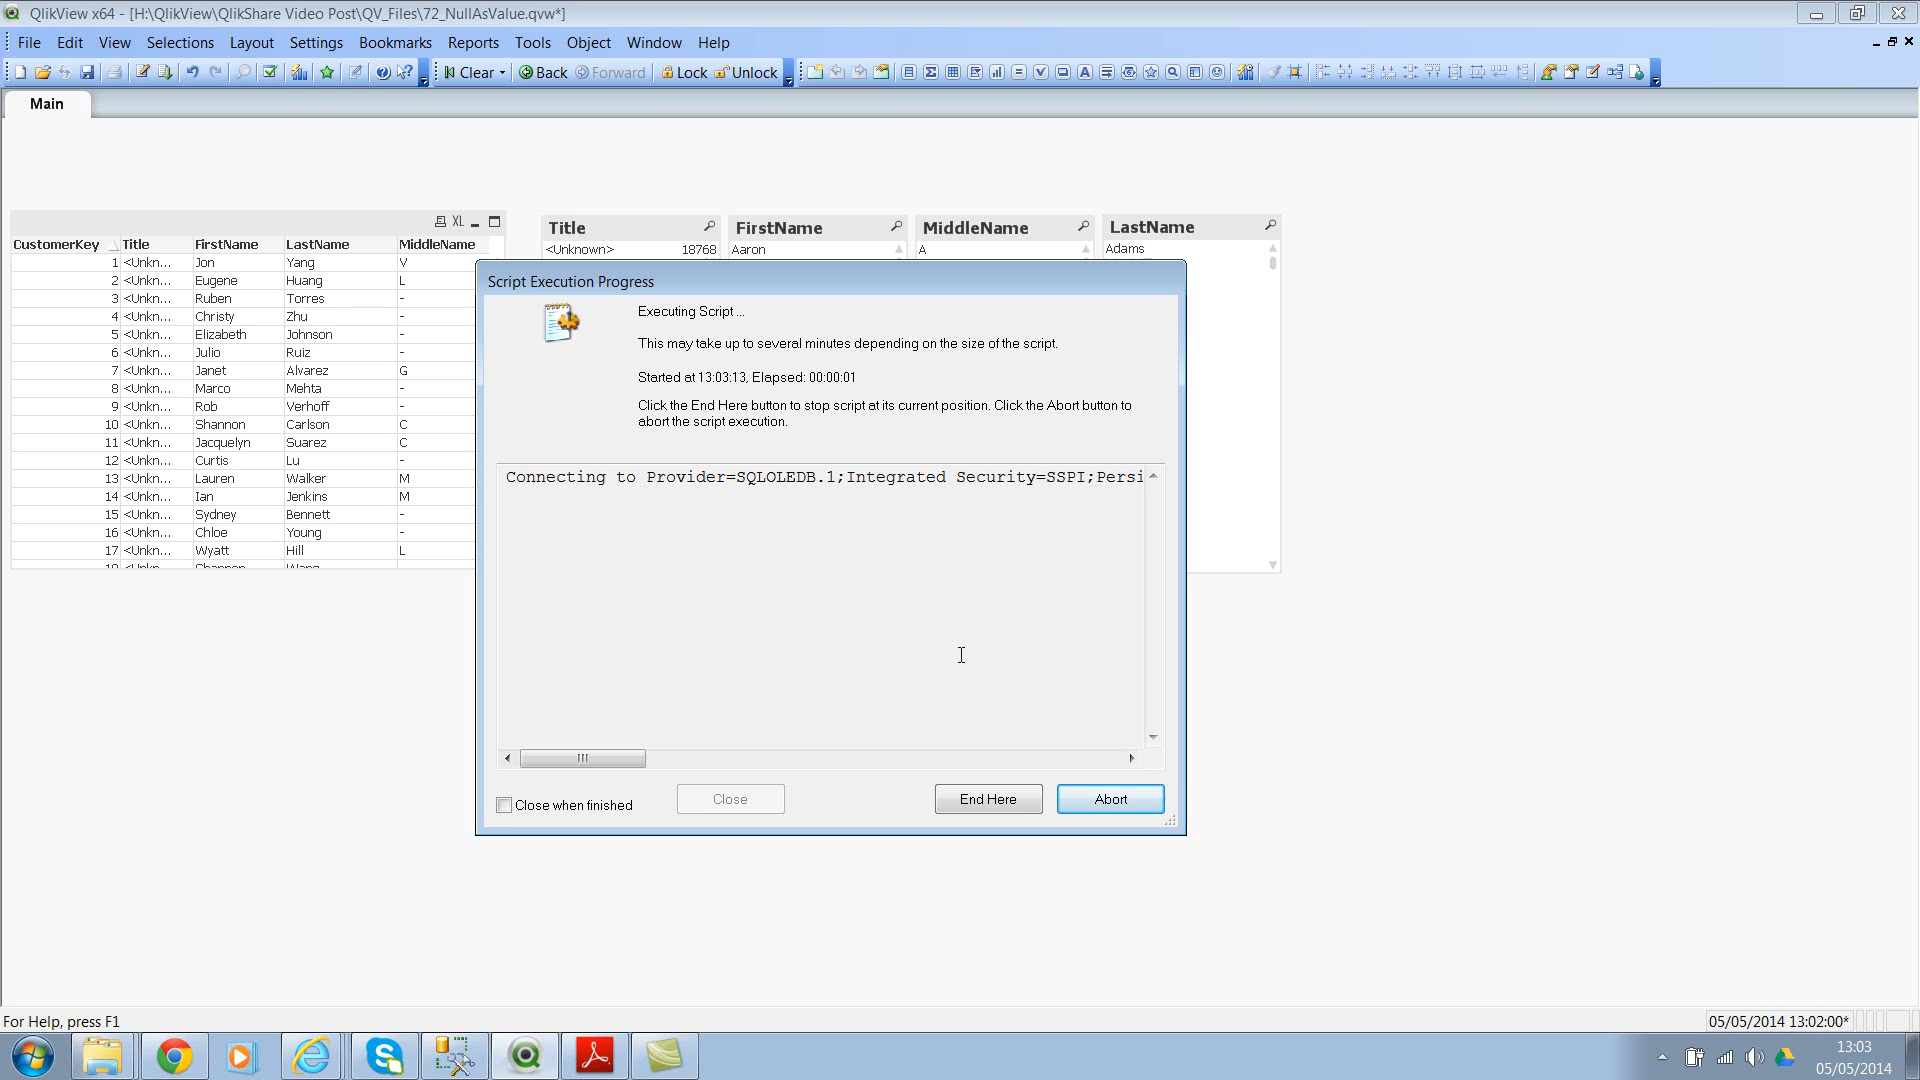 QlikView x64 - [H:\QlikView\QlikShare Video Post\QV_Files\72_NullAsValue.qvw*]
File Edit View Selections Layout Settings Bookmarks Reports Tools Object Window Help
Clear Back Forward Lock Unlock
Main
XL
CustomerKey Title FirstName LastName MiddleName
1 <Unkn... Jon Yang V
2 <Unkn... Eugene Huang L
3 <Unkn... Ruben Torres -
4 <Unkn... Christy Zhu -
5 <Unkn... Elizabeth Johnson -
6 <Unkn... Julio Ruiz -
7 <Unkn... Janet Alvarez G
8 <Unkn... Marco Mehta -
9 <Unkn... Rob Verhoff -
10 <Unkn... Shannon Carlson C
11 <Unkn... Jacquelyn Suarez C
12 <Unkn... Curtis Lu -
13 <Unkn... Lauren Walker M
14 <Unkn... Ian Jenkins M
15 <Unkn... Sydney Bennett -
16 <Unkn... Chloe Young -
17 <Unkn... Wyatt Hill L
Title FirstName MiddleName LastName
<Unknown> 18768 Aaron A Adams
Script Execution Progress
Executing Script ...
This may take up to several minutes depending on the size of the script.
Started at 13:03:13, Elapsed: 00:00:01
Click the End Here button to stop script at its current position. Click the Abort button to
abort the script execution.
Connecting to Provider=SQLOLEDB.1;Integrated Security=SSPI;Persi
Close when finished Close End Here Abort
For Help, press F1
05/05/2014 13:02:00*
13:03
05/05/2014